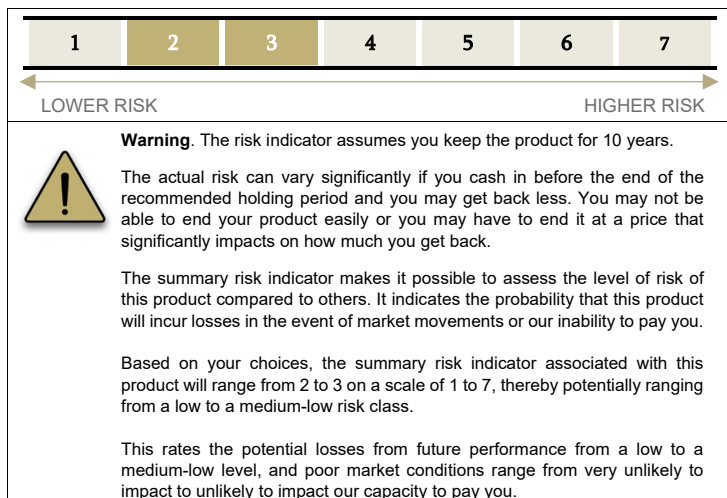 1 2 3 4 5 6 7
LOWER RISK HIGHER RISK
Warning. The risk indicator assumes you keep the product for 10 years.
The actual risk can vary significantly if you cash in before the end of the
recommended holding period and you may get back less. You may not be
able to end your product easily or you may have to end it at a price that
significantly impacts on how much you get back.
The summary risk indicator makes it possible to assess the level of risk of
this product compared to others. It indicates the probability that this product
will incur losses in the event of market movements or our inability to pay you.
Based on your choices, the summary risk indicator associated with this
product will range from 2 to 3 on a scale of 1 to 7, thereby potentially ranging
from a low to a medium-low risk class.
This rates the potential losses from future performance from a low to a
medium-low level, and poor market conditions range from very unlikely to
impact to unlikely to impact our capacity to pay you.